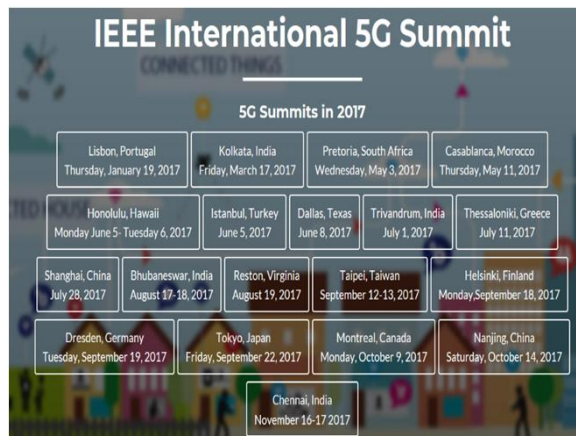 IEEE International 5G Summit
CONNECTED THINGS
5G Summits in 2017
Lisbon, Portugal
Thursday, January 19, 2017
Kolkata, India
Friday, March 17, 2017
Pretoria, South Africa
Wednesday, May 3, 2017
Casablanca, Morocco
Thursday, May 11, 2017
Honolulu, Hawaii
Monday June 5- Tuesday 6, 2017
Istanbul, Turkey
June 5, 2017
Dallas, Texas
June 8, 2017
Trivandrum, India
July 1, 2017
Thessaloniki, Greece
July 11, 2017
Shanghai, China
July 28, 2017
Bhubaneswar, India
August 17-18, 2017
Reston, Virginia
August 19, 2017
Taipei, Taiwan
September 12-13, 2017
Helsinki, Finland
Monday,September 18, 2017
Dresden, Germany
Tuesday, September 19, 2017
Tokyo, Japan
Friday, September 22, 2017
Montreal, Canada
Monday, October 9, 2017
Nanjing, China
Saturday, October 14, 2017
Chennai, India
November 16-17 2017